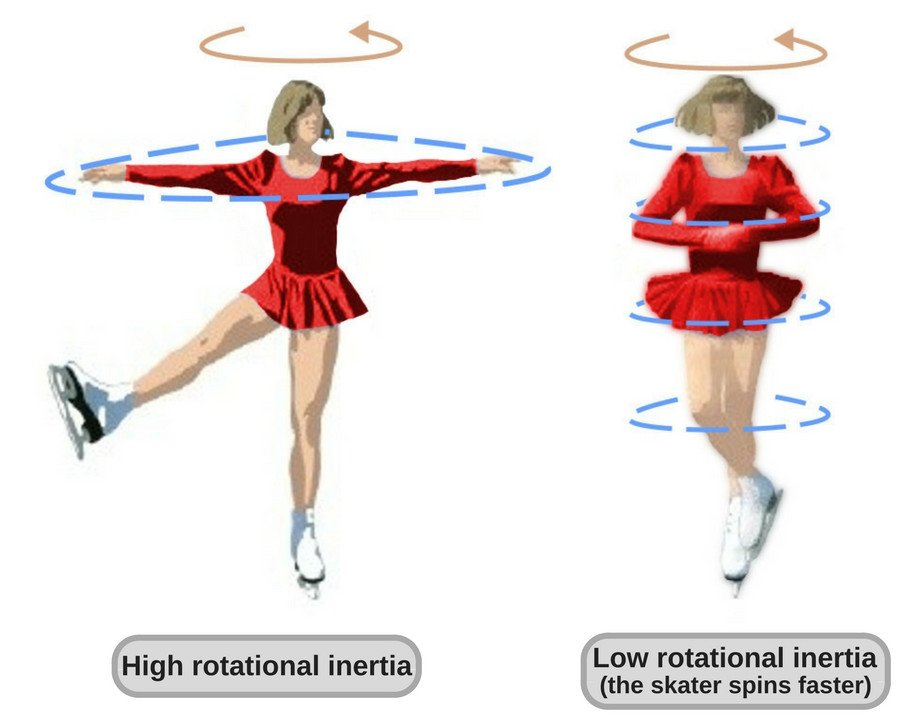 High rotational inertia
Low rotational inertia
(the skater spins faster)